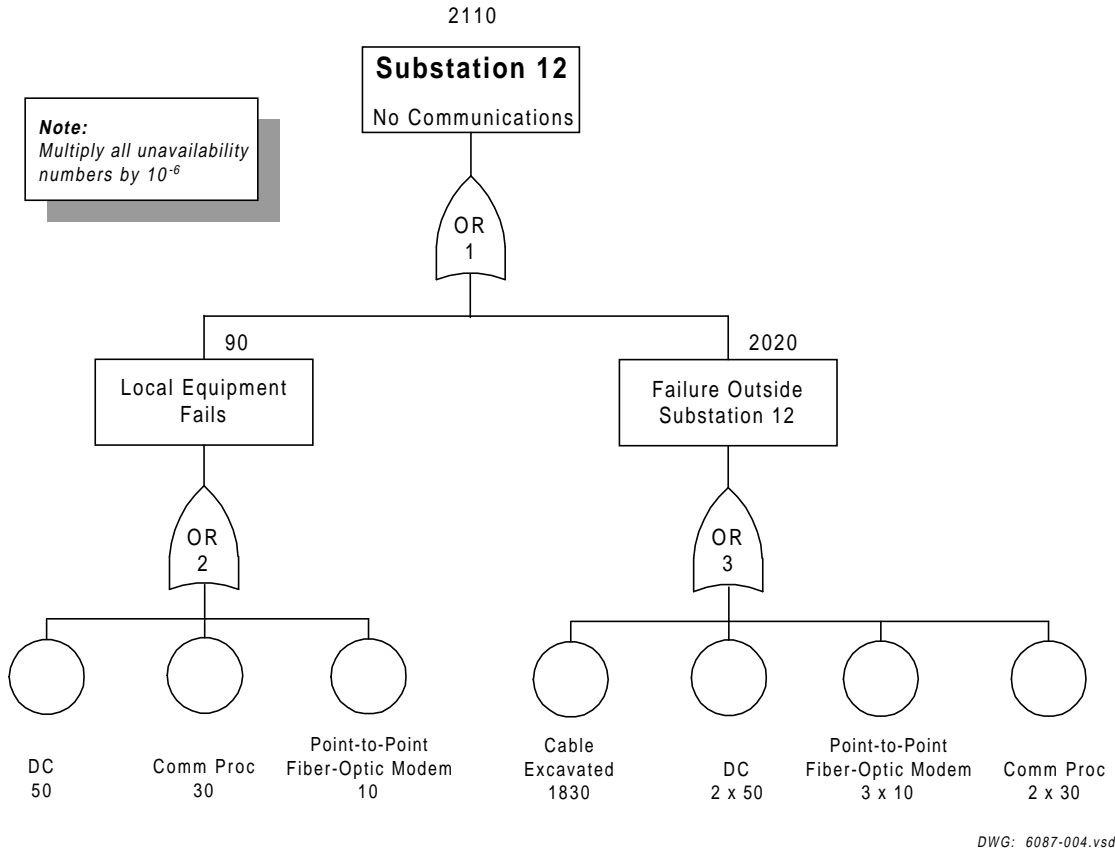 2110
Substation 12
No Communications
Note:
Multiply all unavailability
numbers by 10⁻⁶
OR
1
90
2020
Local Equipment
Fails
Failure Outside
Substation 12
OR
2
OR
3
DC
50
Comm Proc
30
Point-to-Point
Fiber-Optic Modem
10
Cable
Excavated
1830
DC
2 x 50
Point-to-Point
Fiber-Optic Modem
3 x 10
Comm Proc
2 x 30
DWG: 6087-004.vsd